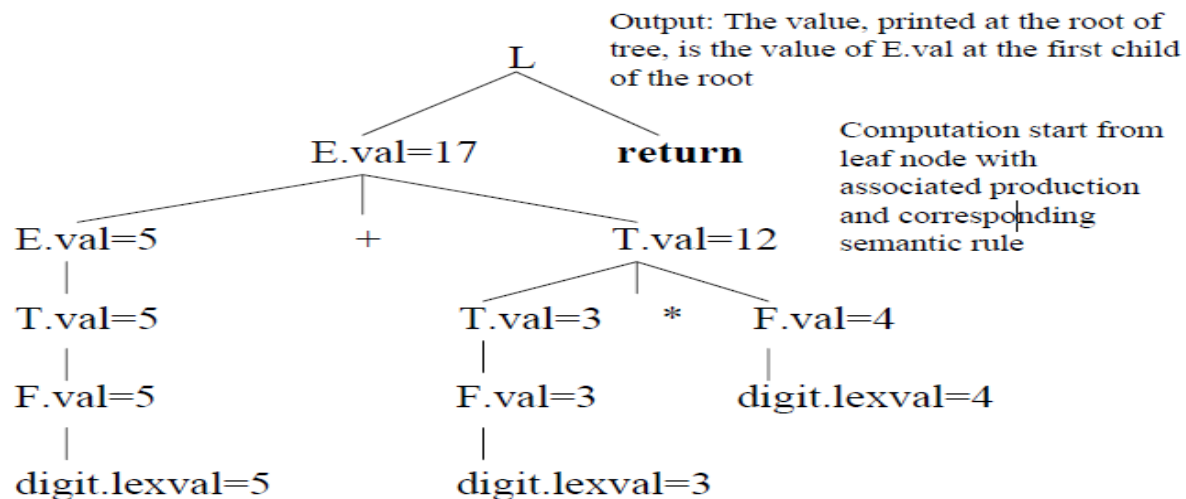 Output: The value, printed at the root of
tree, is the value of E.val at the first child
of the root
L
Computation start from
leaf node with
associated production
and corresponding
semantic rule
E.val=17 return
E.val=5 + T.val=12
T.val=5 T.val=3 * F.val=4
F.val=5 F.val=3 digit.lexval=4
digit.lexval=5 digit.lexval=3